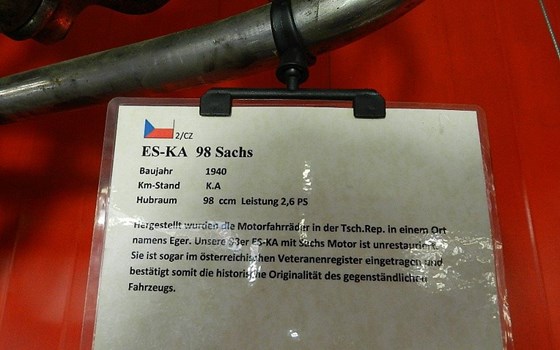 2/CZ
ES-KA 98 Sachs
Baujahr 1940
Km-Stand K.A
Hubraum 98 ccm Leistung 2,6 PS
Hergestellt wurden die Motorfahrräder in der Tsch.Rep. in einem Ort
namens Eger. Unsere 98er ES-KA mit Sachs Motor ist unrestauriert.
Sie ist sogar im österreichischen Veteranenregister eingetragen und
bestätigt somit die historische Originalität des gegenständlichen
Fahrzeugs.